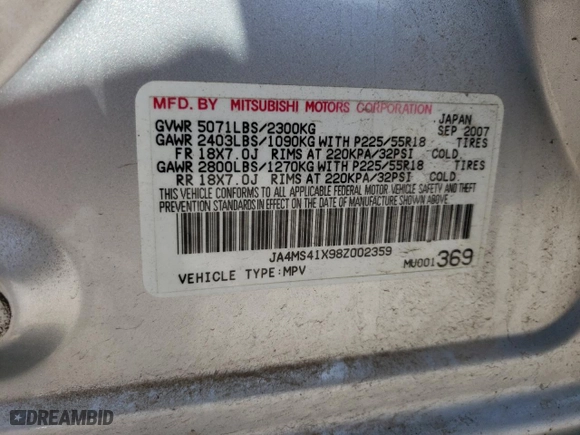 MFD. BY MITSUBISHI MOTORS CORPORATION
JAPAN
GVWR 5071LBS/2300KG SEP 2007
GAWR 2403LBS/1090KG WITH P225/55R18 TIRES
FR 18X7.0J RIMS AT 220KPA/32PSI COLD.
GAWR 2800LBS/1270KG WITH P225/55R18 TIRES
RR 18X7.0J RIMS AT 220KPA/32PSI COLD.
THIS VEHICLE CONFORMS TO ALL APPLICABLE FEDERAL MOTOR VEHICLE SAFETY AND THEFT
PREVENTION STANDARDS IN EFFECT ON THE DATE OF MANUFACTURE SHOWN ABOVE.
JA4MS41X98Z002359
VEHICLE TYPE:MPV MU001369
DREAMBID